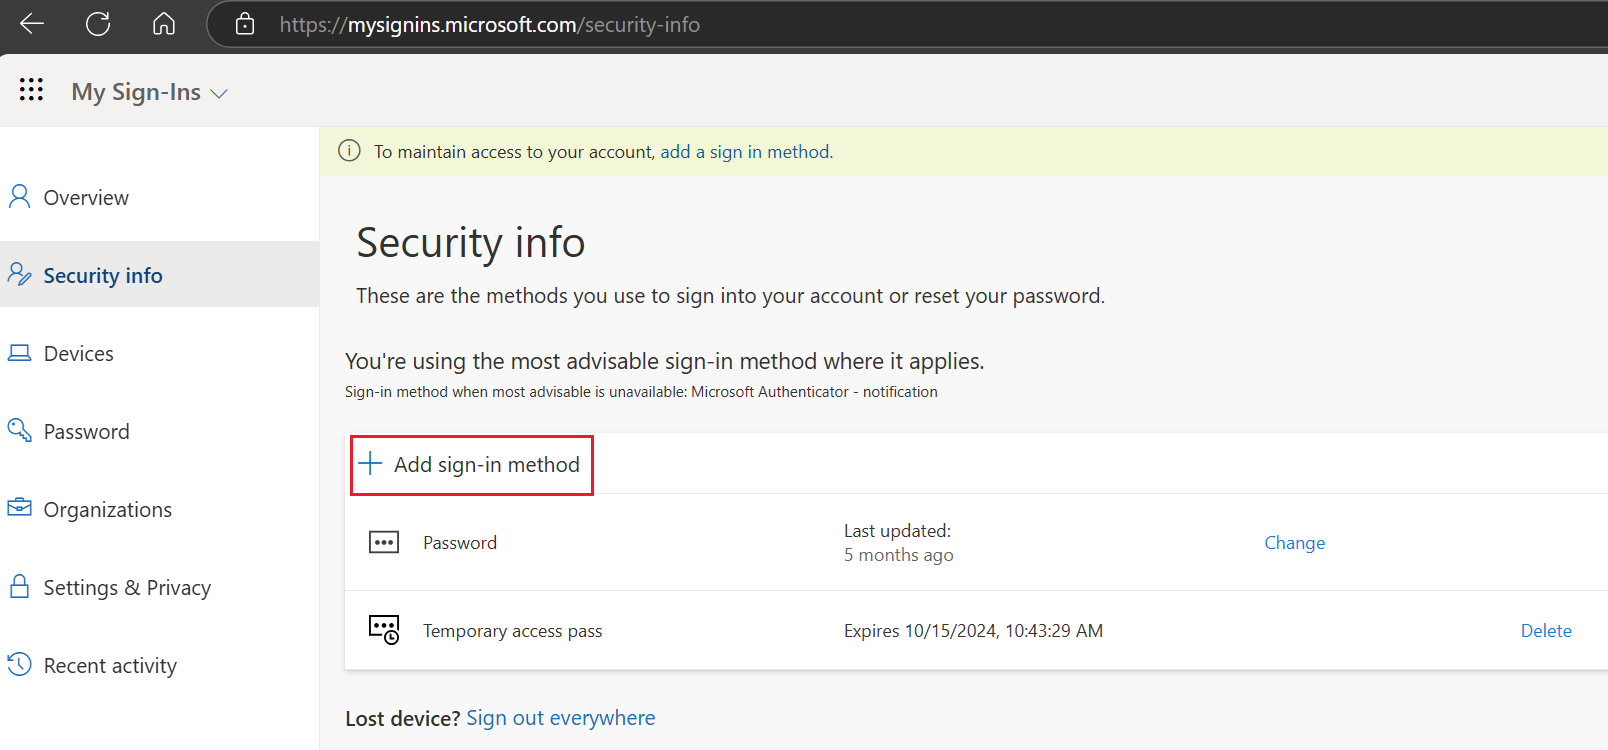 https://mysignins.microsoft.com/security-info
My Sign-Ins
To maintain access to your account, add a sign in method.
Overview
Security info
Devices
Password
Organizations
Settings & Privacy
Recent activity
Security info
These are the methods you use to sign into your account or reset your password.
You're using the most advisable sign-in method where it applies.
Sign-in method when most advisable is unavailable: Microsoft Authenticator - notification
Add sign-in method
Password
Last updated:
5 months ago
Change
Temporary access pass
Expires 10/15/2024, 10:43:29 AM
Delete
Lost device? Sign out everywhere